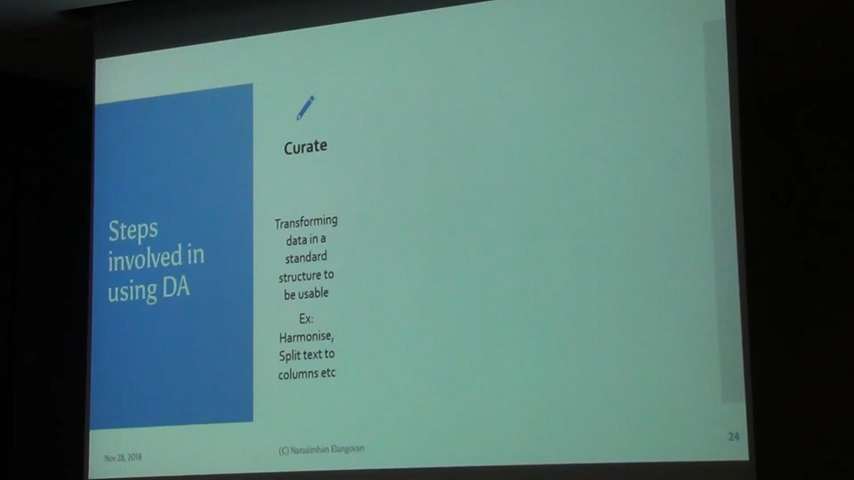 Steps
involved in
using DA
Curate
Transforming
data in a
standard
structure to
be usable
Ex:
Harmonise,
Split text to
columns etc
Nov 28, 2018
(C) Narasimhan Elangovan
24